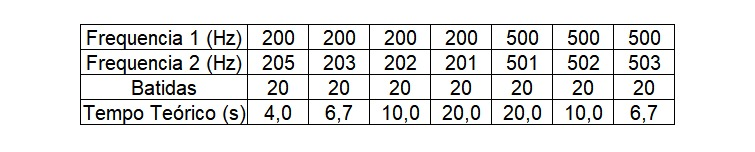 Frequencia 1 (Hz) 200 200 200 200 500 500 500
Frequencia 2 (Hz) 205 203 202 201 501 502 503
Batidas 20 20 20 20 20 20 20
Tempo Teórico (s) 4,0 6,7 10,0 20,0 20,0 10,0 6,7